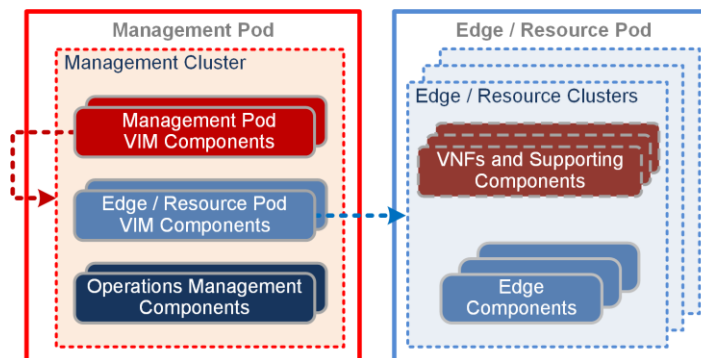 Management Pod
Management Cluster
Management Pod
VIM Components
Edge / Resource Pod
VIM Components
Operations Management
Components
Edge / Resource Pod
Edge / Resource Clusters
VNFs and Supporting
Components
Edge
Components